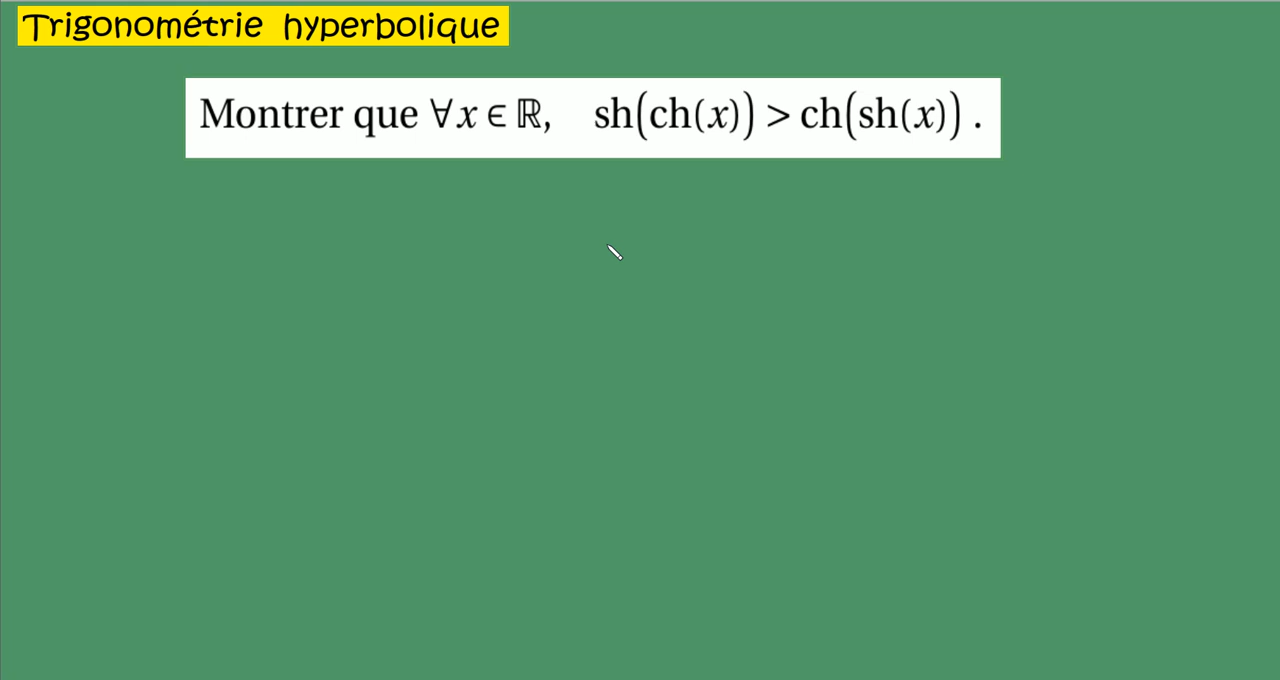 Trigonométrie hyperbolique
Montrer que ∀x ∈ ℝ, sh(ch(x)) > ch(sh(x)) .